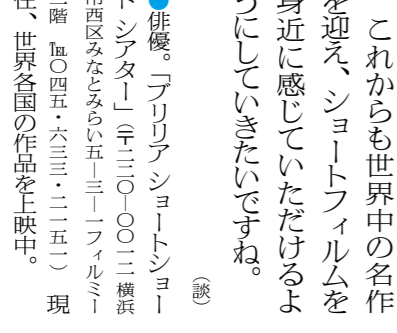 これからも世界中の名作
を迎え、ショートフィルムを
身近に感じていただけるよ
うにしていきたいですね。
(談)
●俳優。「ブリリア ショートショー
ト シアター」(〒二二〇―〇〇一二 横浜
市西区みなとみらい五―三―一フィルミー
二階 ℡〇四五・六三三・二一五一) 現
在、世界各国の作品を上映中。